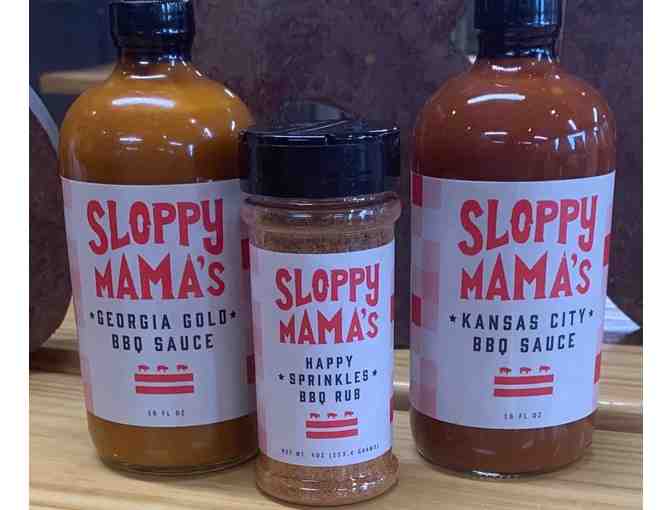 SLOPPY
MAMA'S
★GEORGIA GOLD★
BBQ SAUCE
16 FL OZ
SLOPPY
MAMA'S
HAPPY
★SPRINKLES★
BBQ RUB
SLOPPY
MAMA'S
★KANSAS CITY★
BBQ SAUCE
16 FL OZ